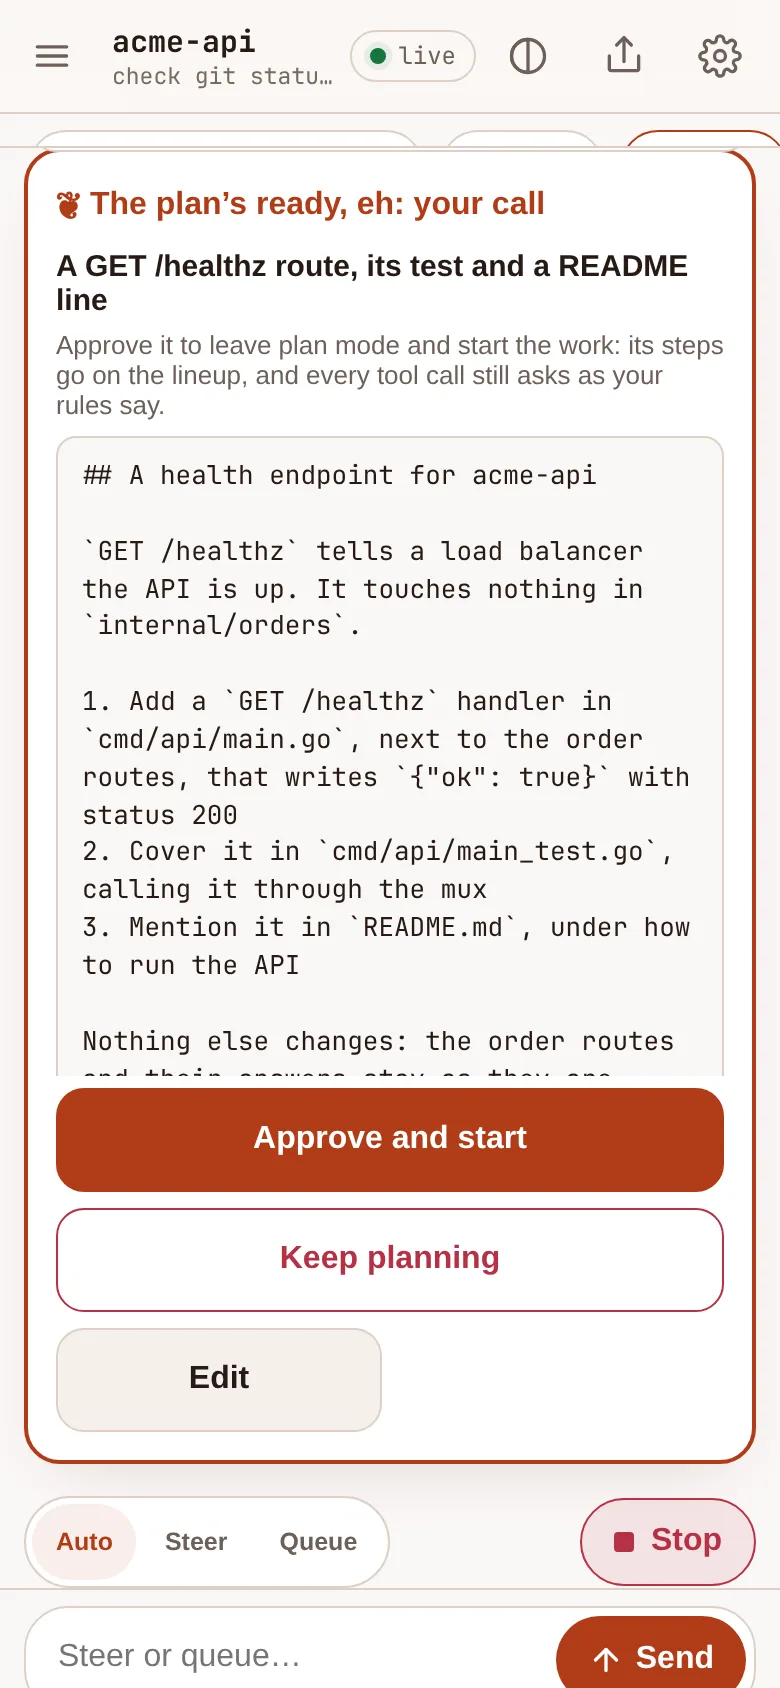 acme-api
check git statu…
live
The plan’s ready, eh: your call
A GET /healthz route, its test and a README
line
Approve it to leave plan mode and start the work: its steps
go on the lineup, and every tool call still asks as your
rules say.
## A health endpoint for acme-api
`GET /healthz` tells a load balancer
the API is up. It touches nothing in
`internal/orders`.
1. Add a `GET /healthz` handler in
`cmd/api/main.go`, next to the order
routes, that writes `{"ok": true}` with
status 200
2. Cover it in `cmd/api/main_test.go`,
calling it through the mux
3. Mention it in `README.md`, under how
to run the API
Nothing else changes: the order routes
and their answers stay as they are
Approve and start
Keep planning
Edit
Auto
Steer
Queue
Stop
Steer or queue…
Send